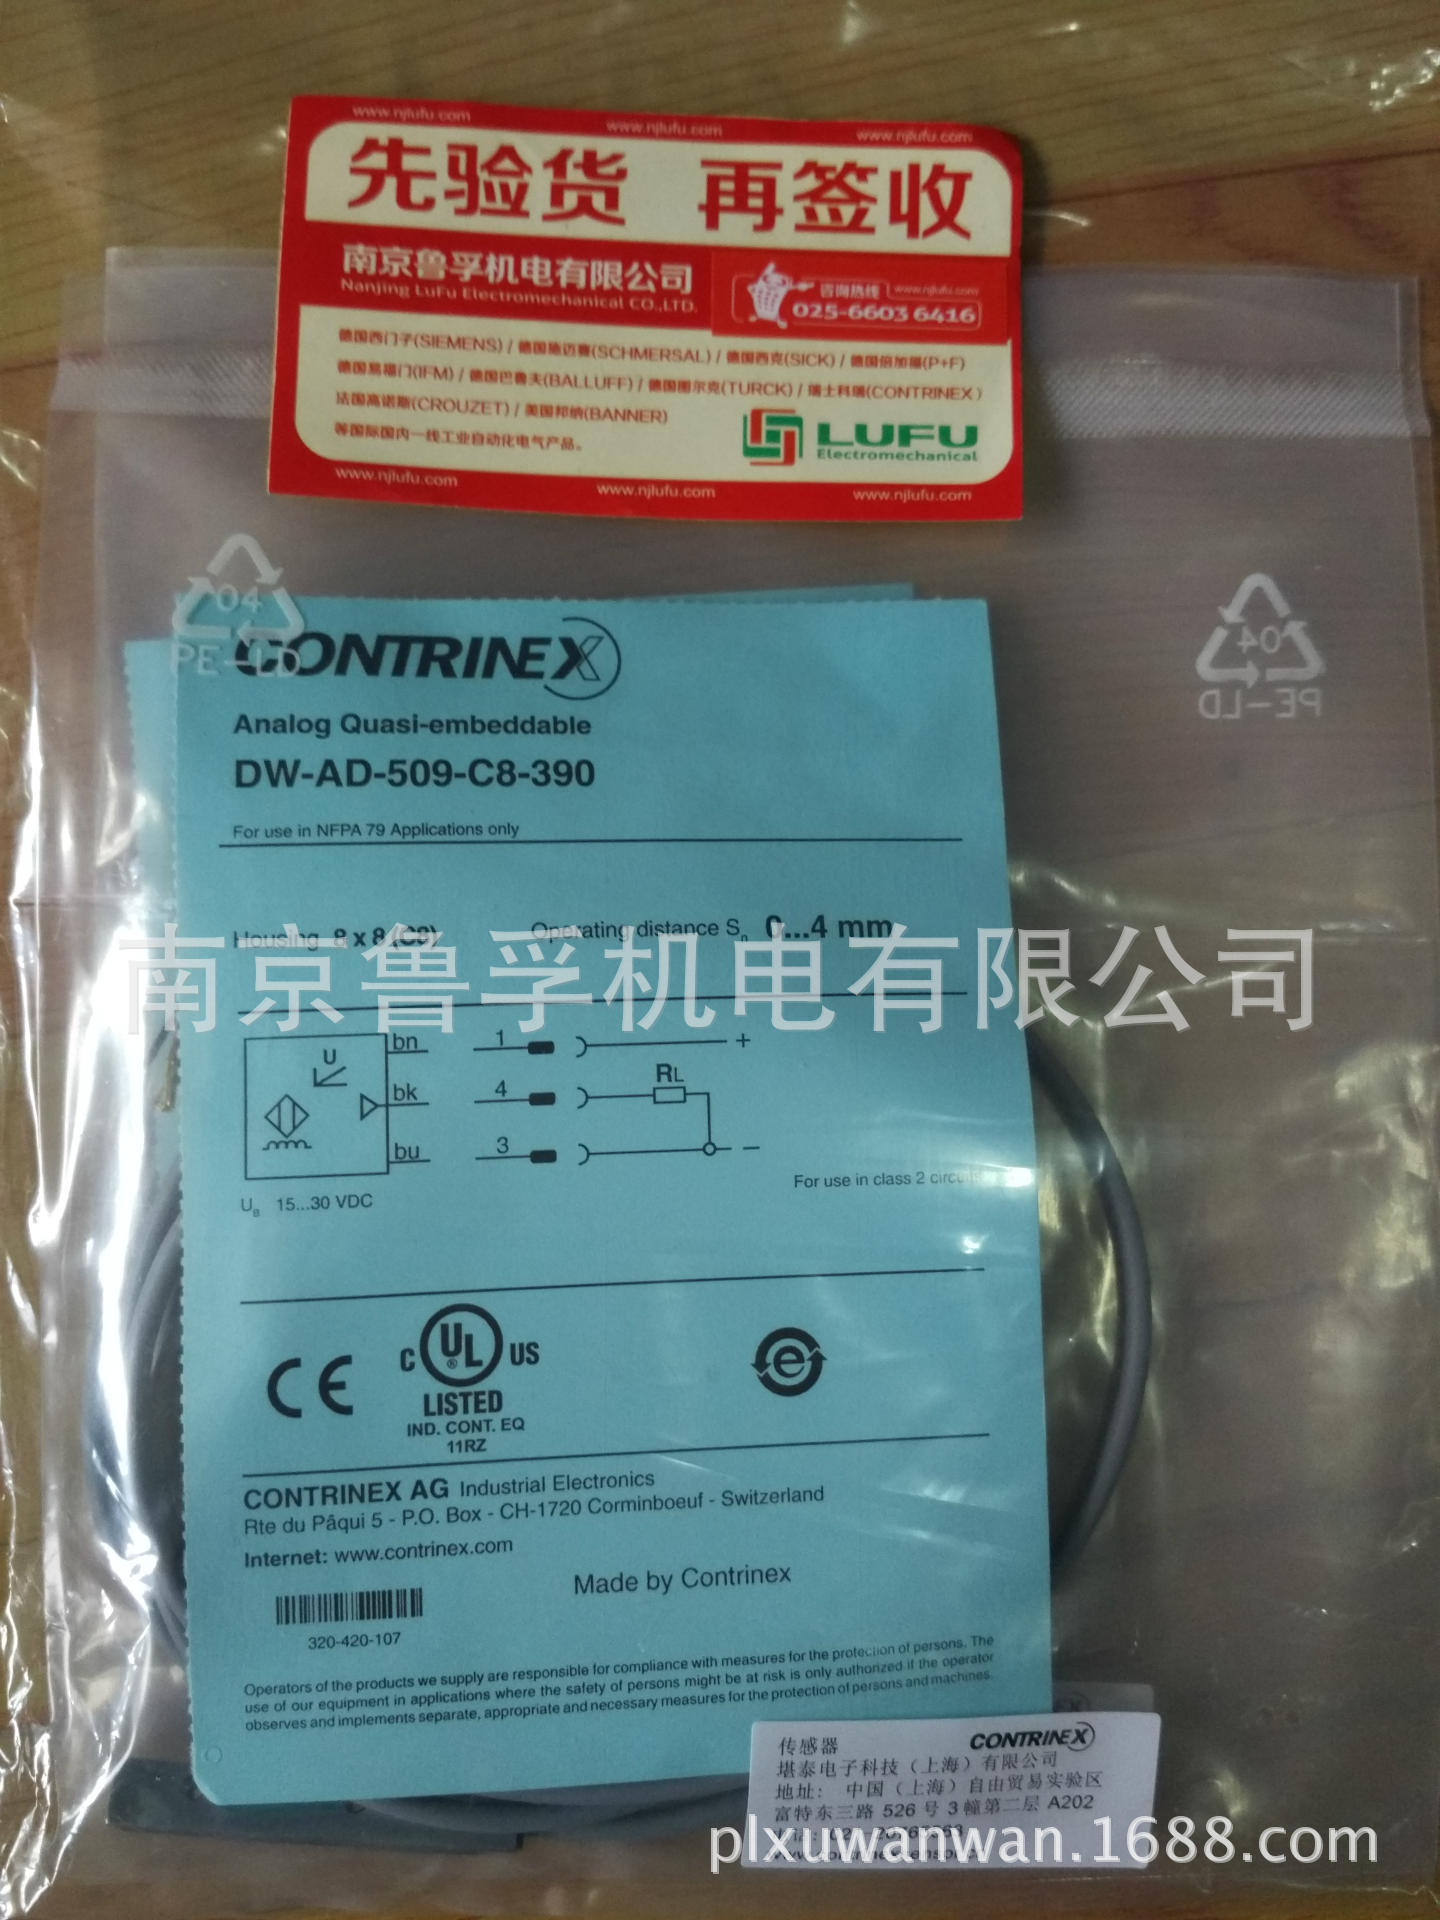 www.njlufu.com www.njlufu.com www.njlufu.com
先验货 再签收
南京鲁孚机电有限公司
Nanjing LuFu Electromechanical CO.,LTD.
咨询热线 www.njlufu.com
025-6603 6416
德国西门子(SIEMENS) / 德国施迈赛(SCHMERSAL) / 德国西克(SICK) / 德国倍加福(P+F)
德国易福门(IFM) / 德国巴鲁夫(BALLUFF) / 德国图尔克(TURCK) / 瑞士科瑞(CONTRINEX)
法国高诺斯(CROUZET) / 美国邦纳(BANNER)
等国际国内一线工业自动化电气产品。
LUFU
Electromechanical
www.njlufu.com www.njlufu.com www.njlufu.com
04
PE-LD
04
PE-LD
CONTRINEX
Analog Quasi-embeddable
DW-AD-509-C8-390
For use in NFPA 79 Applications only
Housing 8 x 8 (C8) Operating distance Sn 0...4 mm
南京鲁孚机电有限公司
bn 1 +
U
bk 4 RL
bu 3 −
For use in class 2 circuits
UB 15...30 VDC
CE
C UL ® US
LISTED
IND. CONT. EQ
11RZ
e
CONTRINEX AG Industrial Electronics
Rte du Pâqui 5 - P.O. Box - CH-1720 Corminboeuf - Switzerland
Internet: www.contrinex.com
Made by Contrinex
320-420-107
Operators of the products we supply are responsible for compliance with measures for the protection of persons. The
use of our equipment in applications where the safety of persons might be at risk is only authorized if the operator
observes and implements separate, appropriate and necessary measures for the protection of persons and machines.
传感器 CONTRINEX
堪泰电子科技（上海）有限公司
地址: 中国（上海）自由贸易实验区
富特东三路 526 号 3 幢第二层 A202
plxuwanwan.1688.com